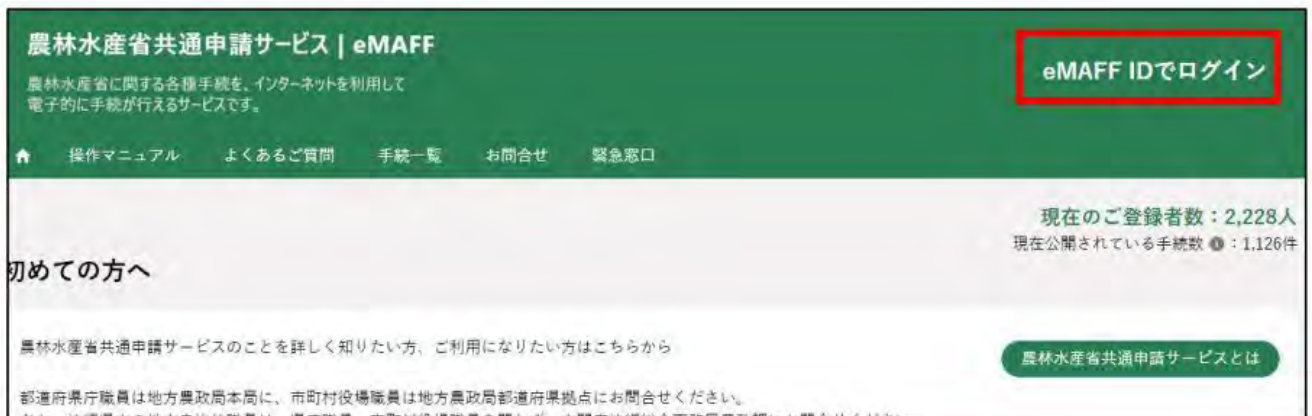 農林水産省共通申請サービス | eMAFF
農林水産省に関する各種手続を、インターネットを利用して
電子的に手続が行えるサービスです。
eMAFF IDでログイン
操作マニュアル よくあるご質問 手続一覧 お問合せ 緊急窓口
現在のご登録者数：2,228人
現在公開されている手続数 ：1,126件
初めての方へ
農林水産省共通申請サービスのことを詳しく知りたい方、ご利用になりたい方はこちらから
農林水産省共通申請サービスとは
都道府県庁職員は地方農政局本局に、市町村役場職員は地方農政局都道府県拠点にお問合せください。